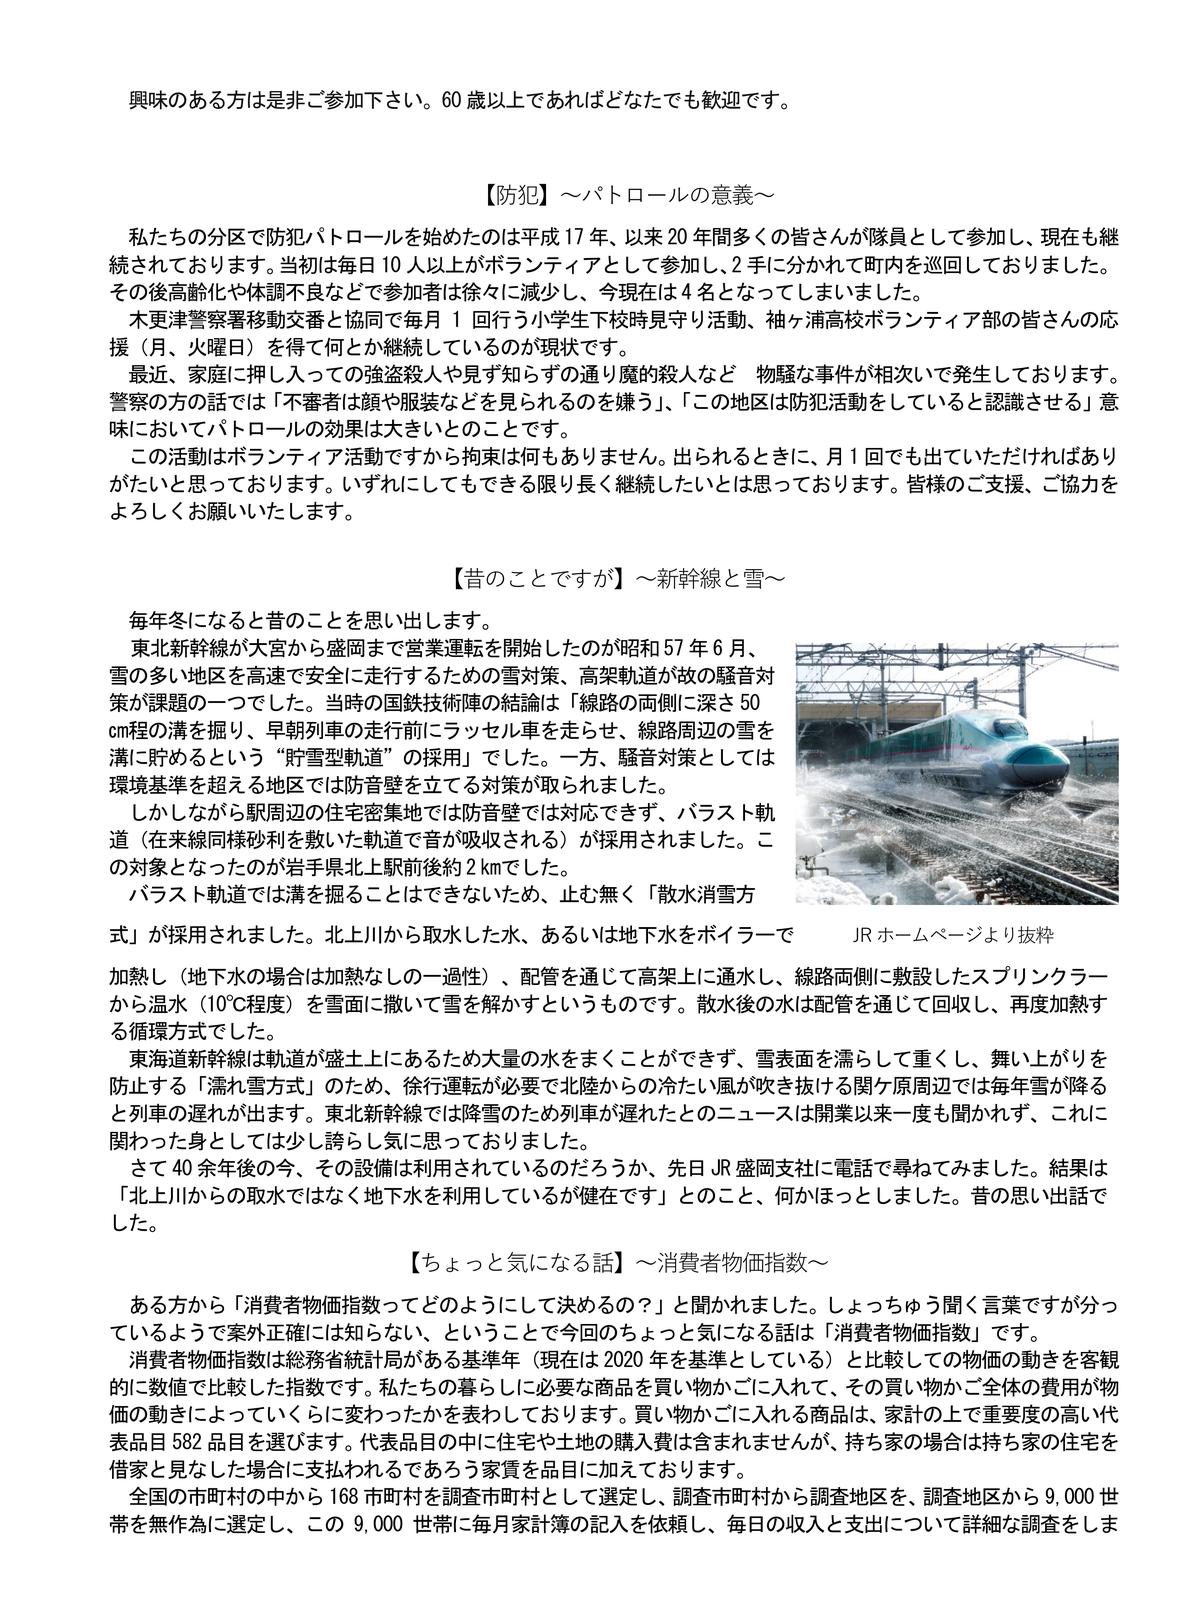 興味のある方は是非ご参加下さい。60 歳以上であればどなたでも歓迎です。
【防犯】～パトロールの意義～
私たちの分区で防犯パトロールを始めたのは平成 17 年、以来 20 年間多くの皆さんが隊員として参加し、現在も継
続されております。当初は毎日 10 人以上がボランティアとして参加し、2 手に分かれて町内を巡回しておりました。
その後高齢化や体調不良などで参加者は徐々に減少し、今現在は 4 名となってしまいました。
木更津警察署移動交番と協同で毎月 1 回行う小学生下校時見守り活動、袖ヶ浦高校ボランティア部の皆さんの応
援（月、火曜日）を得て何とか継続しているのが現状です。
最近、家庭に押し入っての強盗殺人や見ず知らずの通り魔的殺人など　物騒な事件が相次いで発生しております。
警察の方の話では「不審者は顔や服装などを見られるのを嫌う」、「この地区は防犯活動をしていると認識させる」意
味においてパトロールの効果は大きいとのことです。
この活動はボランティア活動ですから拘束は何もありません。出られるときに、月 1 回でも出ていただければあり
がたいと思っております。いずれにしてもできる限り長く継続したいとは思っております。皆様のご支援、ご協力を
よろしくお願いいたします。
【昔のことですが】～新幹線と雪～
毎年冬になると昔のことを思い出します。
東北新幹線が大宮から盛岡まで営業運転を開始したのが昭和 57 年 6 月、
雪の多い地区を高速で安全に走行するための雪対策、高架軌道が故の騒音対
策が課題の一つでした。当時の国鉄技術陣の結論は「線路の両側に深さ 50
cm程の溝を掘り、早朝列車の走行前にラッセル車を走らせ、線路周辺の雪を
溝に貯めるという“貯雪型軌道”の採用」でした。一方、騒音対策としては
環境基準を超える地区では防音壁を立てる対策が取られました。
しかしながら駅周辺の住宅密集地では防音壁では対応できず、バラスト軌
道（在来線同様砂利を敷いた軌道で音が吸収される）が採用されました。こ
の対象となったのが岩手県北上駅前後約 2 kmでした。
バラスト軌道では溝を掘ることはできないため、止む無く「散水消雪方
式」が採用されました。北上川から取水した水、あるいは地下水をボイラーで
JR ホームページより抜粋
加熱し（地下水の場合は加熱なしの一過性）、配管を通じて高架上に通水し、線路両側に敷設したスプリンクラー
から温水（10℃程度）を雪面に撒いて雪を解かすというものです。散水後の水は配管を通じて回収し、再度加熱す
る循環方式でした。
東海道新幹線は軌道が盛土上にあるため大量の水をまくことができず、雪表面を濡らして重くし、舞い上がりを
防止する「濡れ雪方式」のため、徐行運転が必要で北陸からの冷たい風が吹き抜ける関ケ原周辺では毎年雪が降る
と列車の遅れが出ます。東北新幹線では降雪のため列車が遅れたとのニュースは開業以来一度も聞かれず、これに
関わった身としては少し誇らし気に思っておりました。
さて 40 余年後の今、その設備は利用されているのだろうか、先日 JR 盛岡支社に電話で尋ねてみました。結果は
「北上川からの取水ではなく地下水を利用しているが健在です」とのこと、何かほっとしました。昔の思い出話で
した。
【ちょっと気になる話】～消費者物価指数～
ある方から「消費者物価指数ってどのようにして決めるの？」と聞かれました。しょっちゅう聞く言葉ですが分っ
ているようで案外正確には知らない、ということで今回のちょっと気になる話は「消費者物価指数」です。
消費者物価指数は総務省統計局がある基準年（現在は 2020 年を基準としている）と比較しての物価の動きを客観
的に数値で比較した指数です。私たちの暮らしに必要な商品を買い物かごに入れて、その買い物かご全体の費用が物
価の動きによっていくらに変わったかを表わしております。買い物かごに入れる商品は、家計の上で重要度の高い代
表品目 582 品目を選びます。代表品目の中に住宅や土地の購入費は含まれませんが、持ち家の場合は持ち家の住宅を
借家と見なした場合に支払われるであろう家賃を品目に加えております。
全国の市町村の中から 168 市町村を調査市町村として選定し、調査市町村から調査地区を、調査地区から 9,000 世
帯を無作為に選定し、この 9,000 世帯に毎月家計簿の記入を依頼し、毎日の収入と支出について詳細な調査をしま